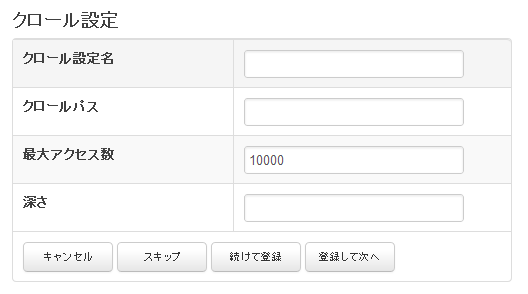 クロール設定
クロール設定名
クロールパス
最大アクセス数
10000
深さ
キャンセル スキップ 続けて登録 登録して次へ